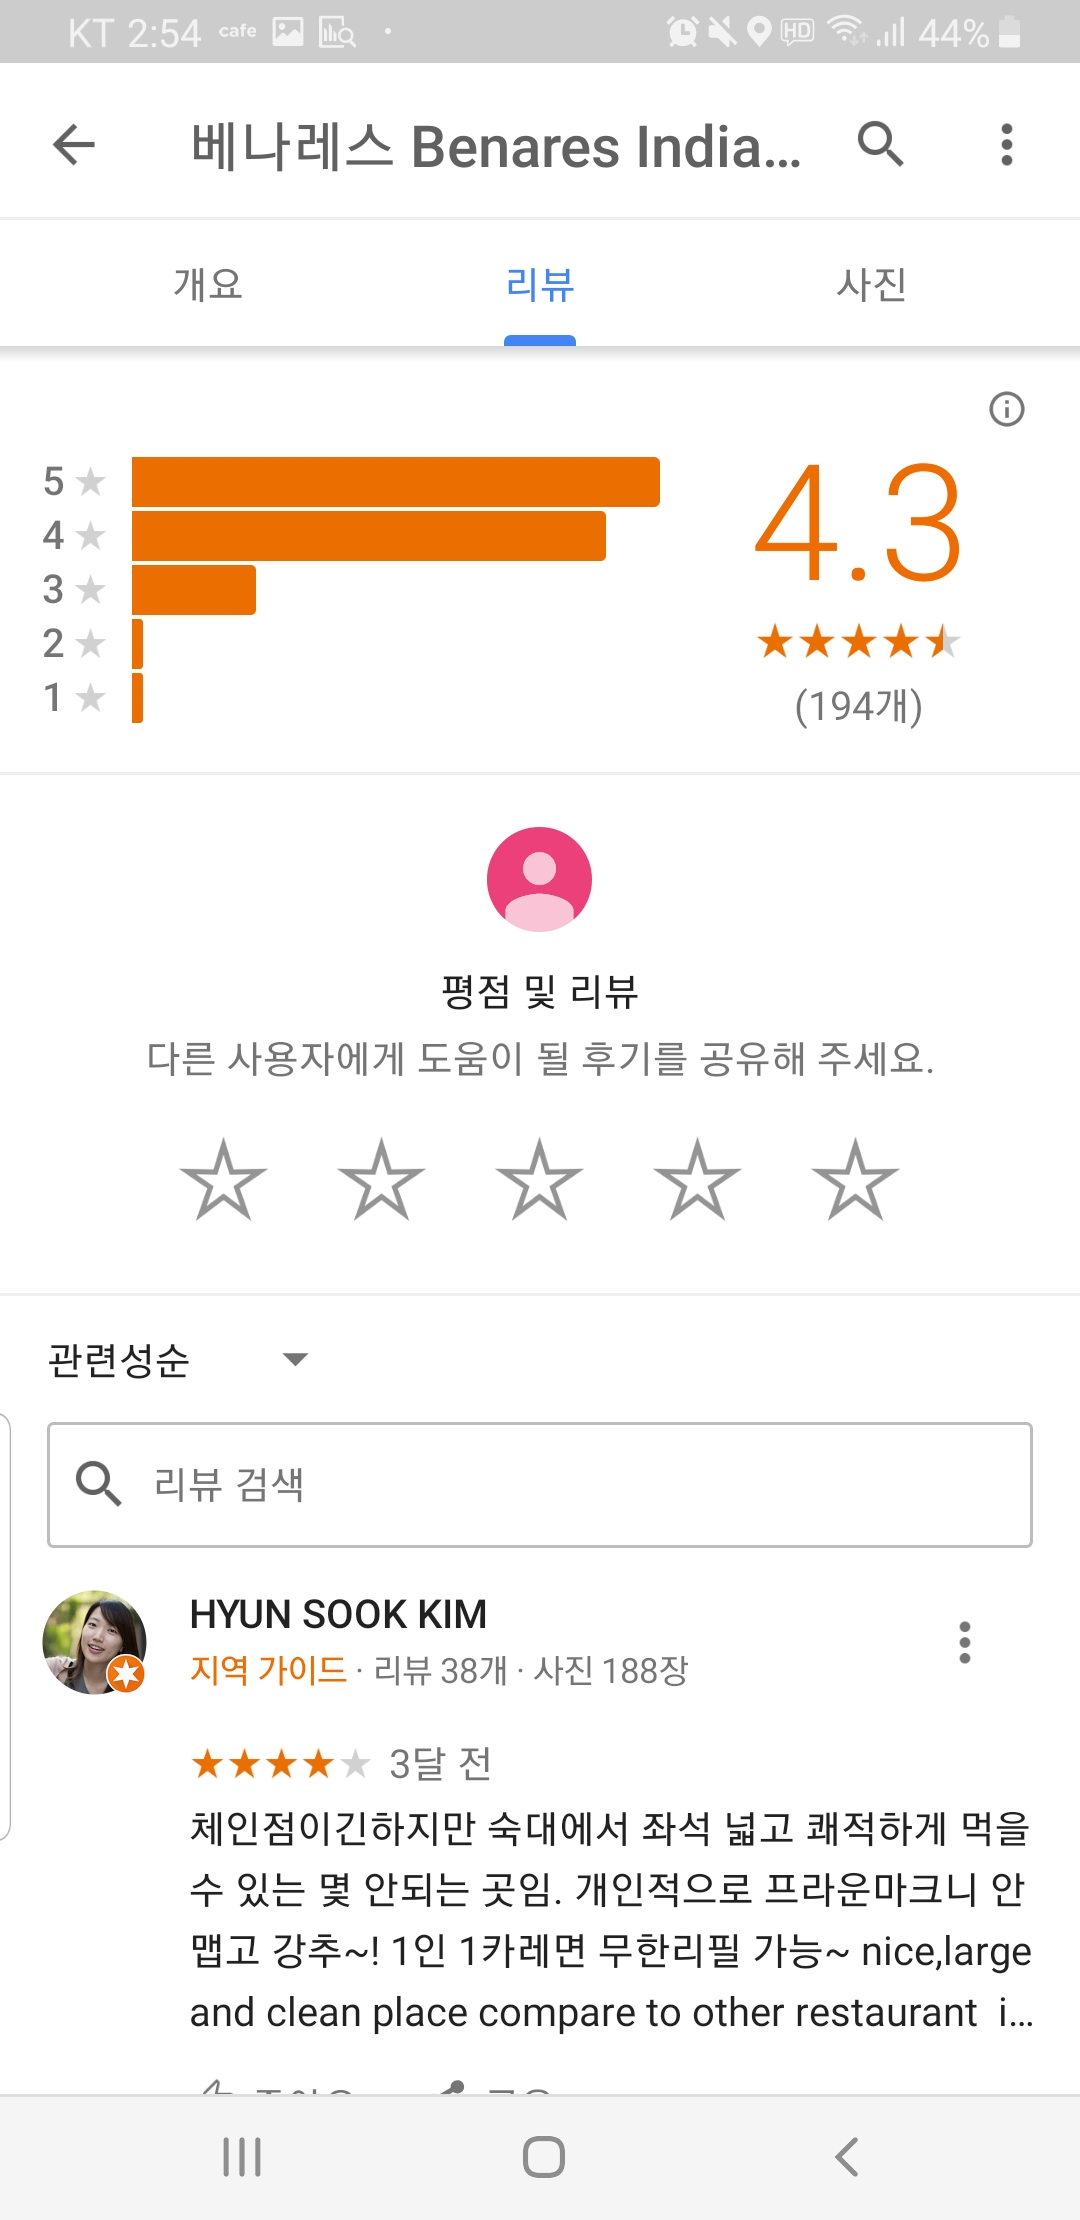 KT 2:54 cafe HD 44%
베나레스 Benares India...
개요 리뷰 사진
5
4
3
2
1
4.3
(194개)
평점 및 리뷰
다른 사용자에게 도움이 될 후기를 공유해 주세요.
관련성순
리뷰 검색
HYUN SOOK KIM
지역 가이드 · 리뷰 38개 · 사진 188장
3달 전
체인점이긴하지만 숙대에서 좌석 넓고 쾌적하게 먹을
수 있는 몇 안되는 곳임. 개인적으로 프라운마크니 안
맵고 강추~! 1인 1카레면 무한리필 가능~ nice,large
and clean place compare to other restaurant i...